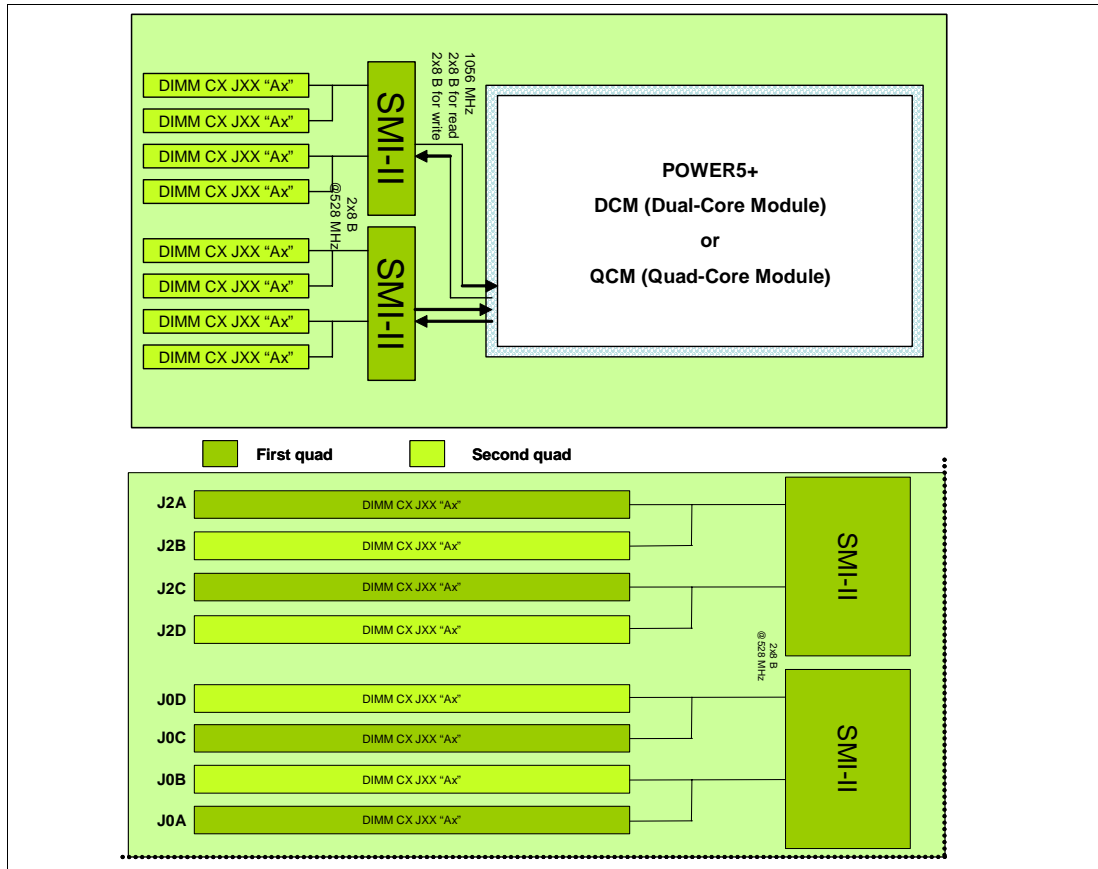 1056 MHz
2x8 B for read
2x8 B for write
DIMM CX JXX “Ax”
DIMM CX JXX “Ax”
DIMM CX JXX “Ax”
DIMM CX JXX “Ax”
SMI-II
2x8 B
@528 MHz
DIMM CX JXX “Ax”
DIMM CX JXX “Ax”
DIMM CX JXX “Ax”
DIMM CX JXX “Ax”
SMI-II
POWER5+
DCM (Dual-Core Module)
or
QCM (Quad-Core Module)
First quad
Second quad
J2A DIMM CX JXX “Ax”
J2B DIMM CX JXX “Ax”
J2C DIMM CX JXX “Ax”
J2D DIMM CX JXX “Ax”
SMI-II
2x8 B
@528 MHz
J0D DIMM CX JXX “Ax”
J0C DIMM CX JXX “Ax”
J0B DIMM CX JXX “Ax”
J0A DIMM CX JXX “Ax”
SMI-II